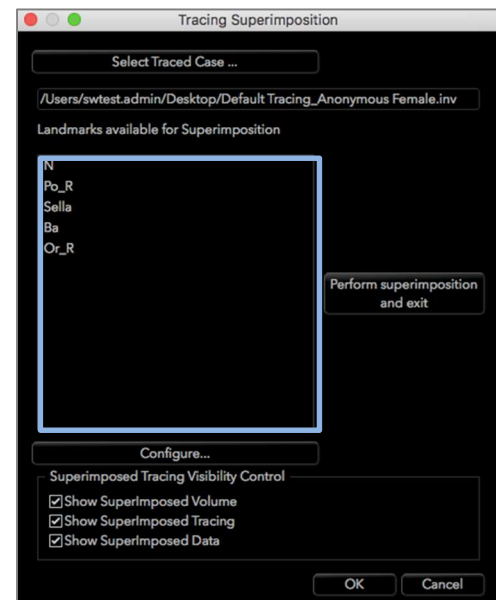 Tracing Superimposition
Select Traced Case ...
/Users/swtest.admin/Desktop/Default Tracing_Anonymous Female.inv
Landmarks available for Superimposition
N
Po_R
Sella
Ba
Or_R
Perform superimposition
and exit
Configure...
Superimposed Tracing Visibility Control
Show SuperImposed Volume
Show SuperImposed Tracing
Show SuperImposed Data
OK Cancel